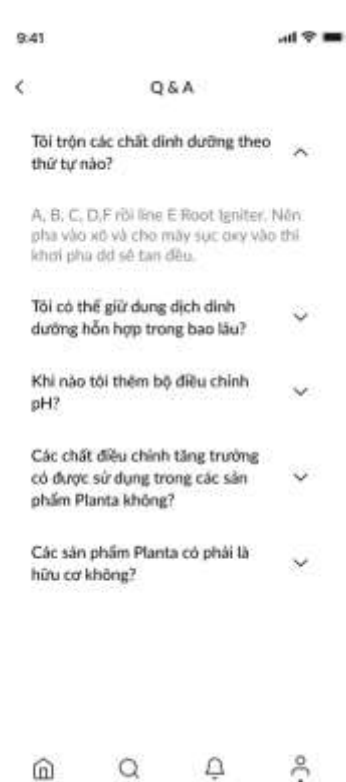 9:41
Q & A
Tôi trộn các chất dinh dưỡng theo
thứ tự nào?
A, B, C, D,F rồi line E Root Igniter. Nên
pha vào xô và cho máy sục oxy vào thì
khơi pha dd sẽ tan đều.
Tôi có thể giữ dung dịch dinh
dưỡng hỗn hợp trong bao lâu?
Khi nào tôi thêm bộ điều chỉnh
pH?
Các chất điều chỉnh tăng trưởng
có được sử dụng trong các sản
phẩm Planta không?
Các sản phẩm Planta có phải là
hữu cơ không?